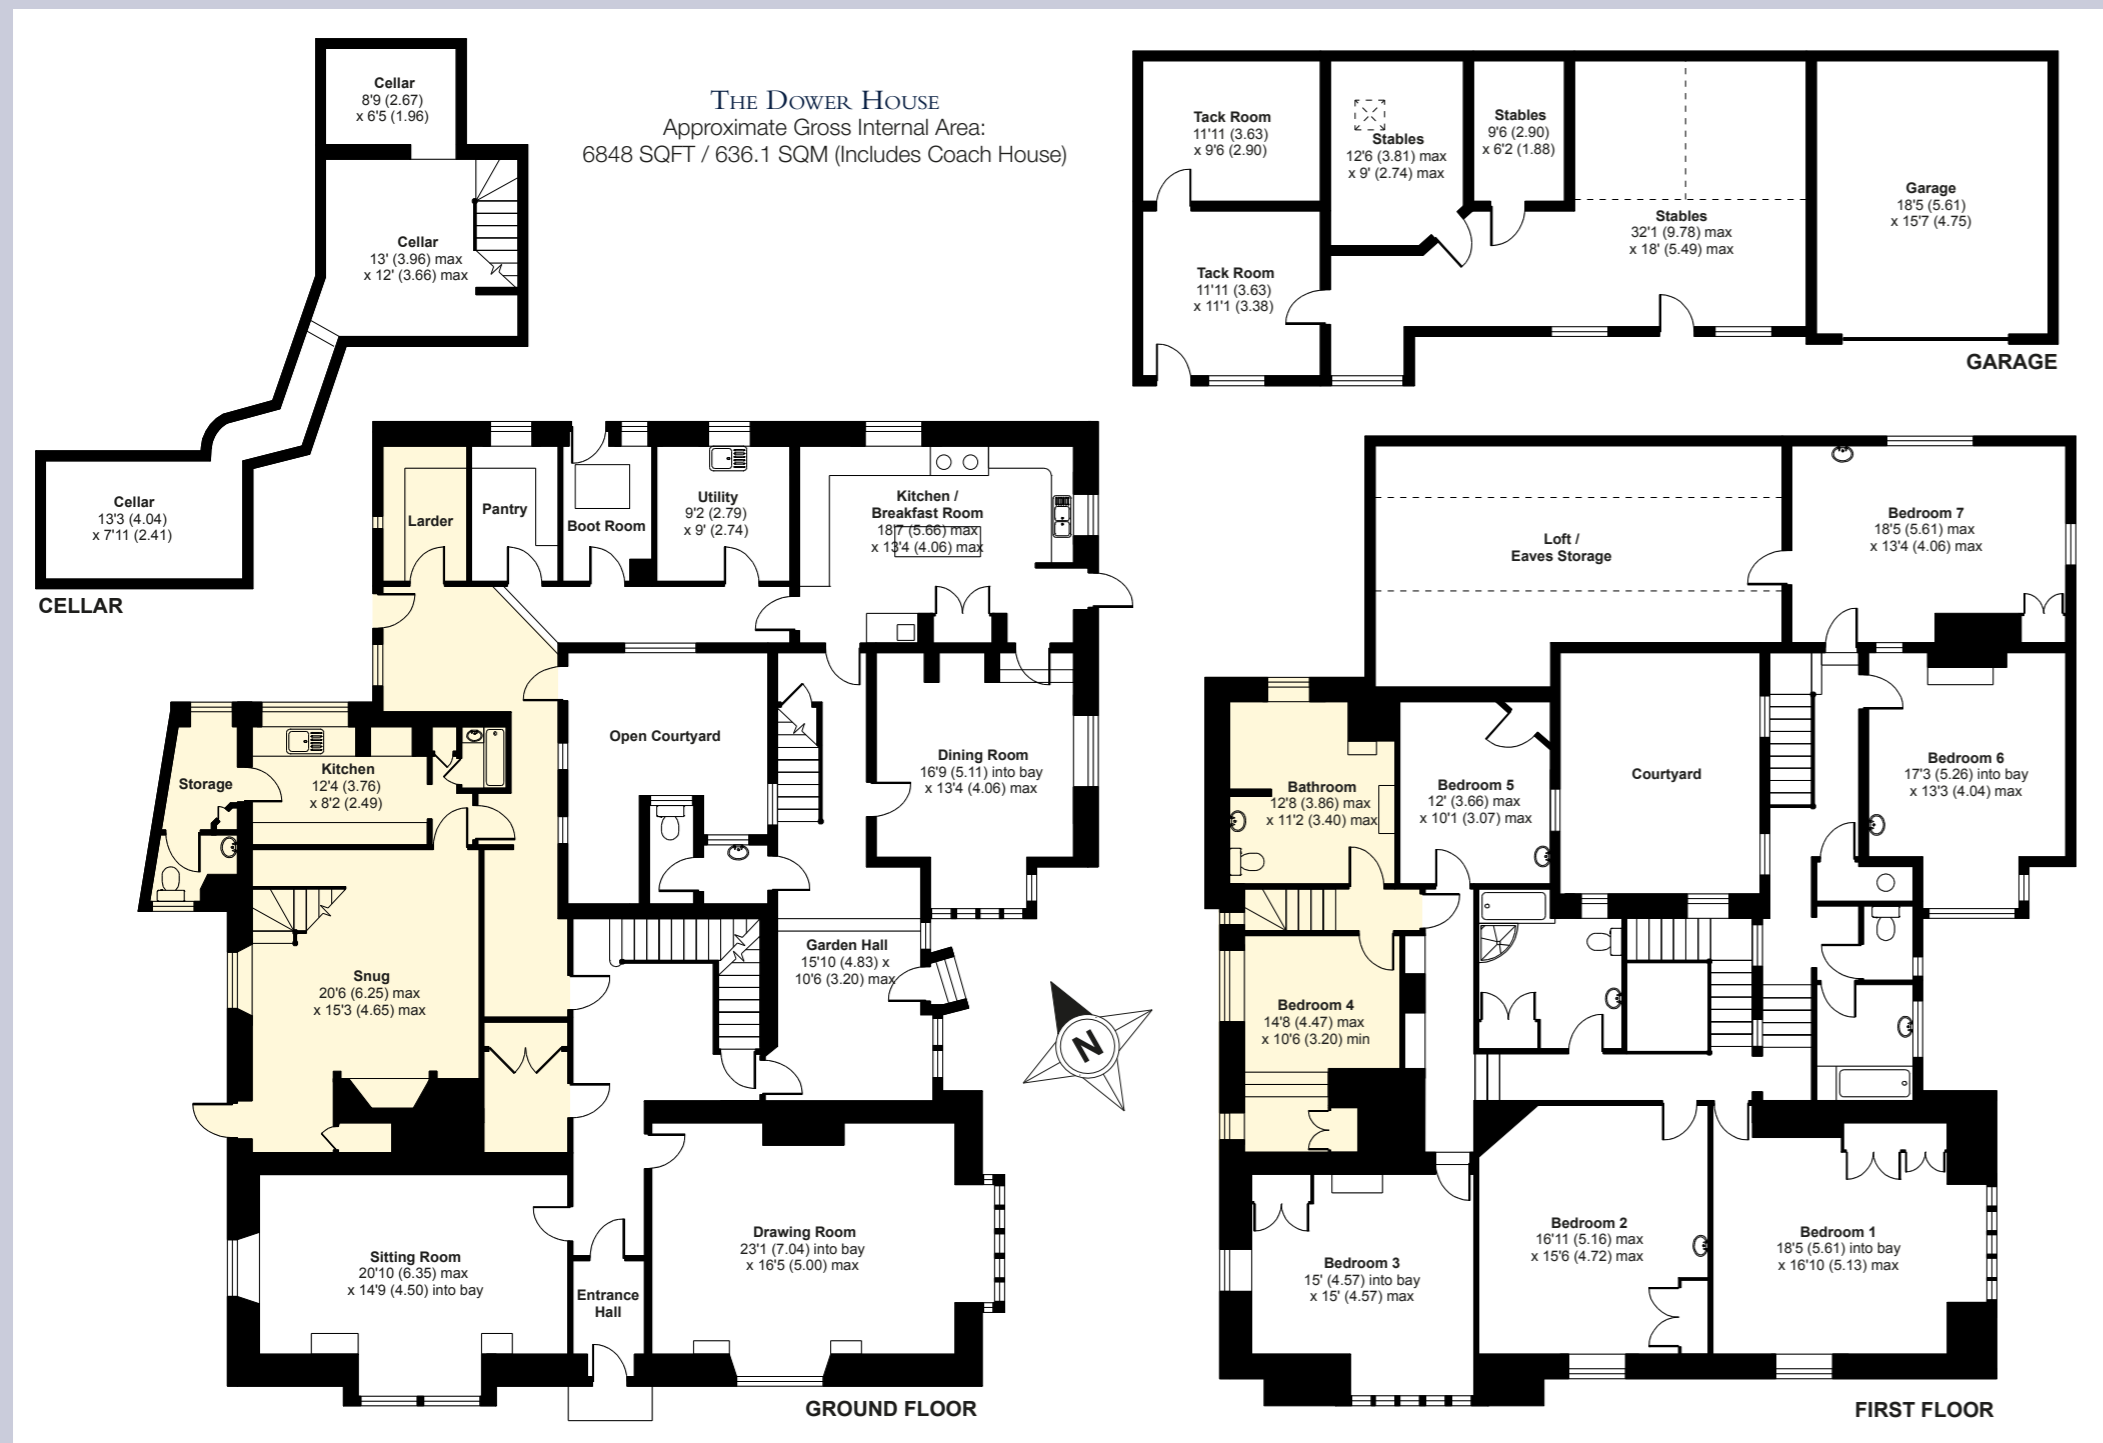 THE DOWER HOUSE
Approximate Gross Internal Area:
6848 SQFT / 636.1 SQM (Includes Coach House)
Cellar
8'9 (2.67)
x 6'5 (1.96)
Cellar
13' (3.96) max
x 12' (3.66) max
Cellar
13'3 (4.04)
x 7'11 (2.41)
CELLAR
Tack Room
11'11 (3.63)
x 9'6 (2.90)
Stables
12'6 (3.81) max
x 9' (2.74) max
Stables
9'6 (2.90)
x 6'2 (1.88)
Tack Room
11'11 (3.63)
x 11'1 (3.38)
Stables
32'1 (9.78) max
x 18' (5.49) max
Garage
18'5 (5.61)
x 15'7 (4.75)
GARAGE
Larder
Pantry
Boot Room
Utility
9'2 (2.79)
x 9' (2.74)
Kitchen /
Breakfast Room
18'7 (5.66) max
x 13'4 (4.06) max
Open Courtyard
Dining Room
16'9 (5.11) into bay
x 13'4 (4.06) max
Storage
Kitchen
12'4 (3.76)
x 8'2 (2.49)
Snug
20'6 (6.25) max
x 15'3 (4.65) max
Garden Hall
15'10 (4.83) x
10'6 (3.20) max
N
Sitting Room
20'10 (6.35) max
x 14'9 (4.50) into bay
Entrance
Hall
Drawing Room
23'1 (7.04) into bay
x 16'5 (5.00) max
GROUND FLOOR
Loft /
Eaves Storage
Bedroom 7
18'5 (5.61) max
x 13'4 (4.06) max
Bathroom
12'8 (3.86) max
x 11'2 (3.40) max
Bedroom 5
12' (3.66) max
x 10'1 (3.07) max
Courtyard
Bedroom 6
17'3 (5.26) into bay
x 13'3 (4.04) max
Bedroom 4
14'8 (4.47) max
x 10'6 (3.20) min
Bedroom 3
15' (4.57) into bay
x 15' (4.57) max
Bedroom 2
16'11 (5.16) max
x 15'6 (4.72) max
Bedroom 1
18'5 (5.61) into bay
x 16'10 (5.13) max
FIRST FLOOR